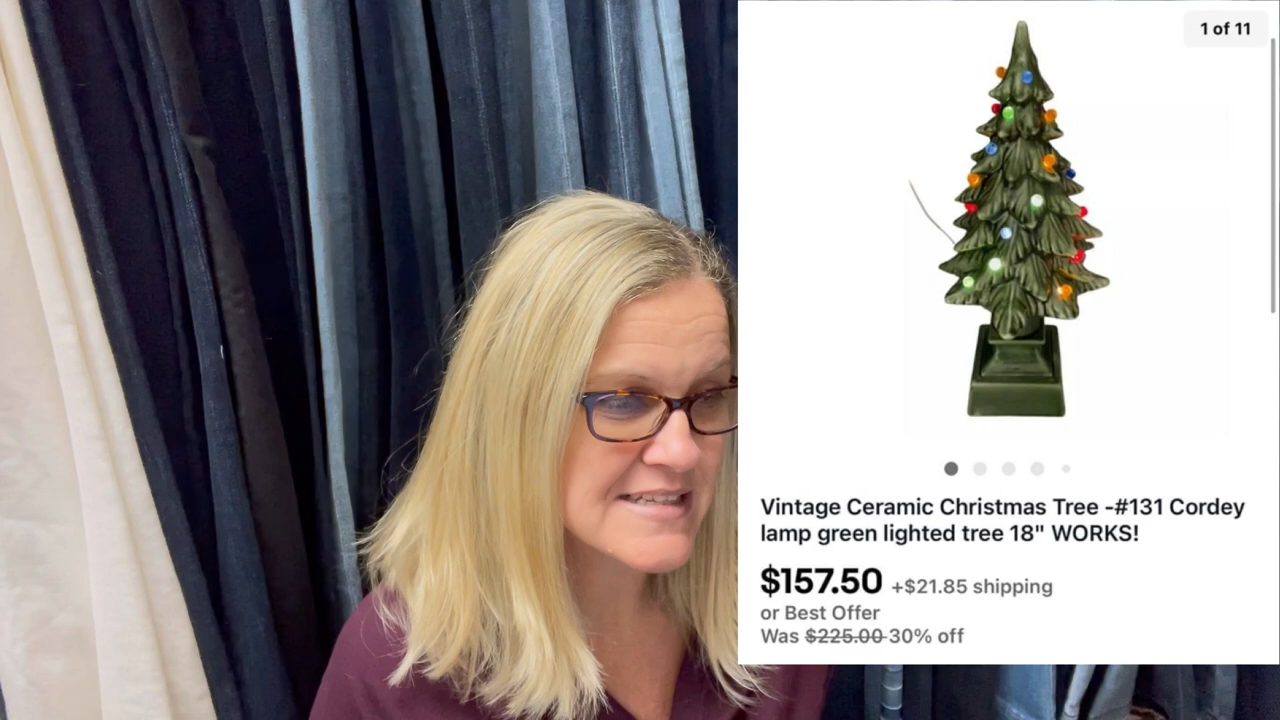 1 of 11
Vintage Ceramic Christmas Tree -#131 Cordey
lamp green lighted tree 18" WORKS!
$157.50 +$21.85 shipping
or Best Offer
Was $225.00 30% off